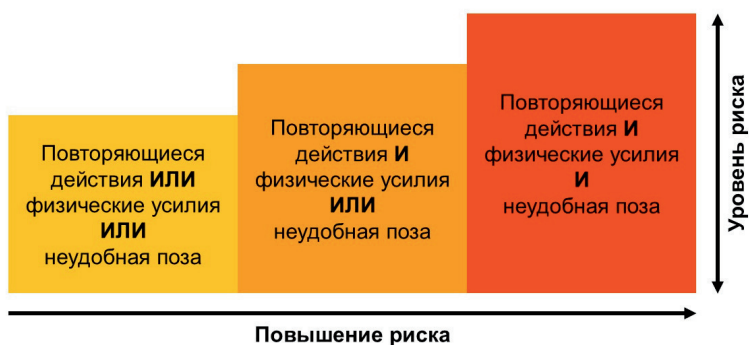 Повторяющиеся
действия ИЛИ
физические усилия
ИЛИ
неудобная поза
Повторяющиеся
действия И
физические усилия
ИЛИ
неудобная поза
Повторяющиеся
действия И
физические усилия
И
неудобная поза
Уровень риска
Повышение риска